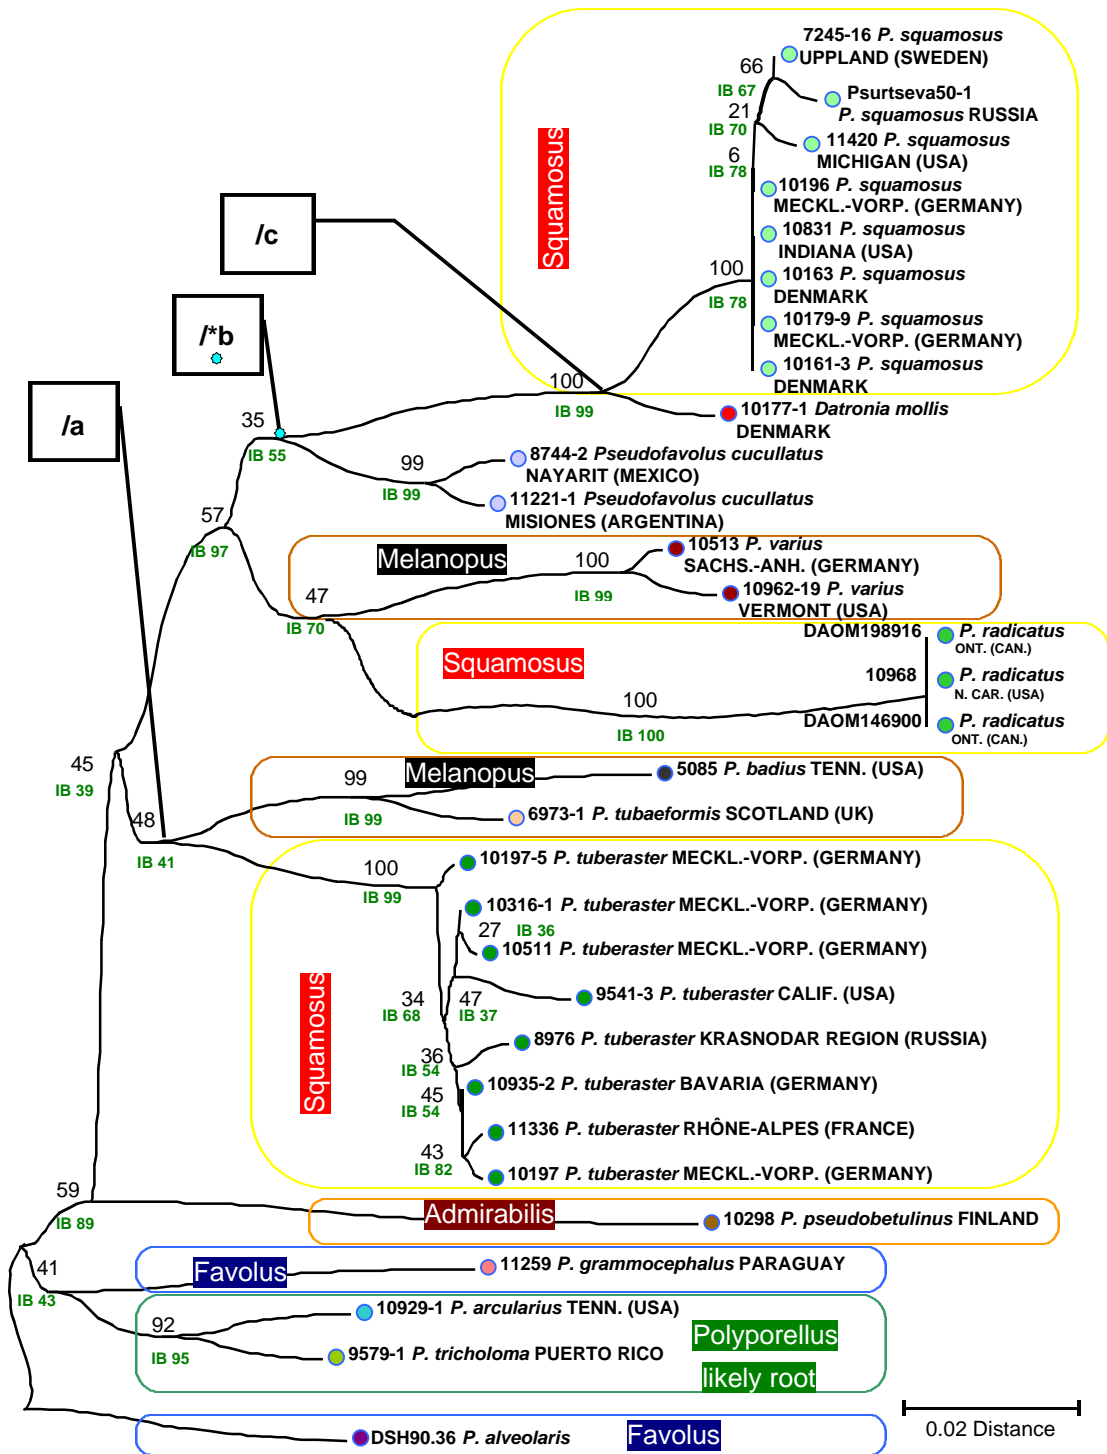 7245-16 P. squamosus
UPPLAND (SWEDEN)
66
IB 67
Psurtseva50-1
P. squamosus RUSSIA
21
IB 70
11420 P. squamosus
MICHIGAN (USA)
6
IB 78
10196 P. squamosus
MECKL.-VORP. (GERMANY)
10831 P. squamosus
INDIANA (USA)
100
IB 78
10163 P. squamosus
DENMARK
10179-9 P. squamosus
MECKL.-VORP. (GERMANY)
10161-3 P. squamosus
DENMARK
Squamosus
/c
/*b
/a
100
IB 99
10177-1 Datronia mollis
DENMARK
35
IB 55
99
IB 99
8744-2 Pseudofavolus cucullatus
NAYARIT (MEXICO)
11221-1 Pseudofavolus cucullatus
MISIONES (ARGENTINA)
57
IB 97
Melanopus
100
IB 99
10513 P. varius
SACHS.-ANH. (GERMANY)
10962-19 P. varius
VERMONT (USA)
47
IB 70
Squamosus
100
IB 100
DAOM198916
P. radicatus
ONT. (CAN.)
10968
P. radicatus
N. CAR. (USA)
DAOM146900
P. radicatus
ONT. (CAN.)
45
IB 39
Melanopus
99
IB 99
5085 P. badius TENN. (USA)
6973-1 P. tubaeformis SCOTLAND (UK)
48
IB 41
100
IB 99
10197-5 P. tuberaster MECKL.-VORP. (GERMANY)
10316-1 P. tuberaster MECKL.-VORP. (GERMANY)
27
IB 36
10511 P. tuberaster MECKL.-VORP. (GERMANY)
Squamosus
34
IB 68
47
IB 37
9541-3 P. tuberaster CALIF. (USA)
8976 P. tuberaster KRASNODAR REGION (RUSSIA)
36
IB 54
10935-2 P. tuberaster BAVARIA (GERMANY)
45
IB 54
11336 P. tuberaster RHÔNE-ALPES (FRANCE)
43
IB 82
10197 P. tuberaster MECKL.-VORP. (GERMANY)
59
IB 89
Admirabilis
10298 P. pseudobetulinus FINLAND
41
IB 43
Favolus
11259 P. grammocephalus PARAGUAY
92
IB 95
10929-1 P. arcularius TENN. (USA)
9579-1 P. tricholoma PUERTO RICO
Polyporellus
likely root
DSH90.36 P. alveolaris
Favolus
0.02 Distance